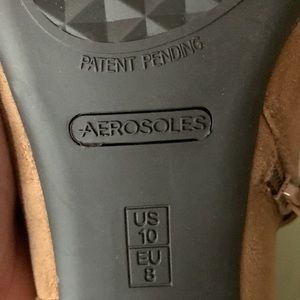 PATENT PENDING
AEROSOLES
US
10
EU
8